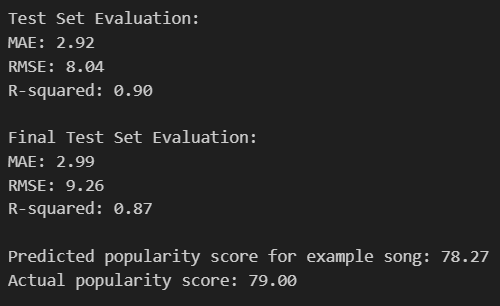 Test Set Evaluation:
MAE: 2.92
RMSE: 8.04
R-squared: 0.90
Final Test Set Evaluation:
MAE: 2.99
RMSE: 9.26
R-squared: 0.87
Predicted popularity score for example song: 78.27
Actual popularity score: 79.00